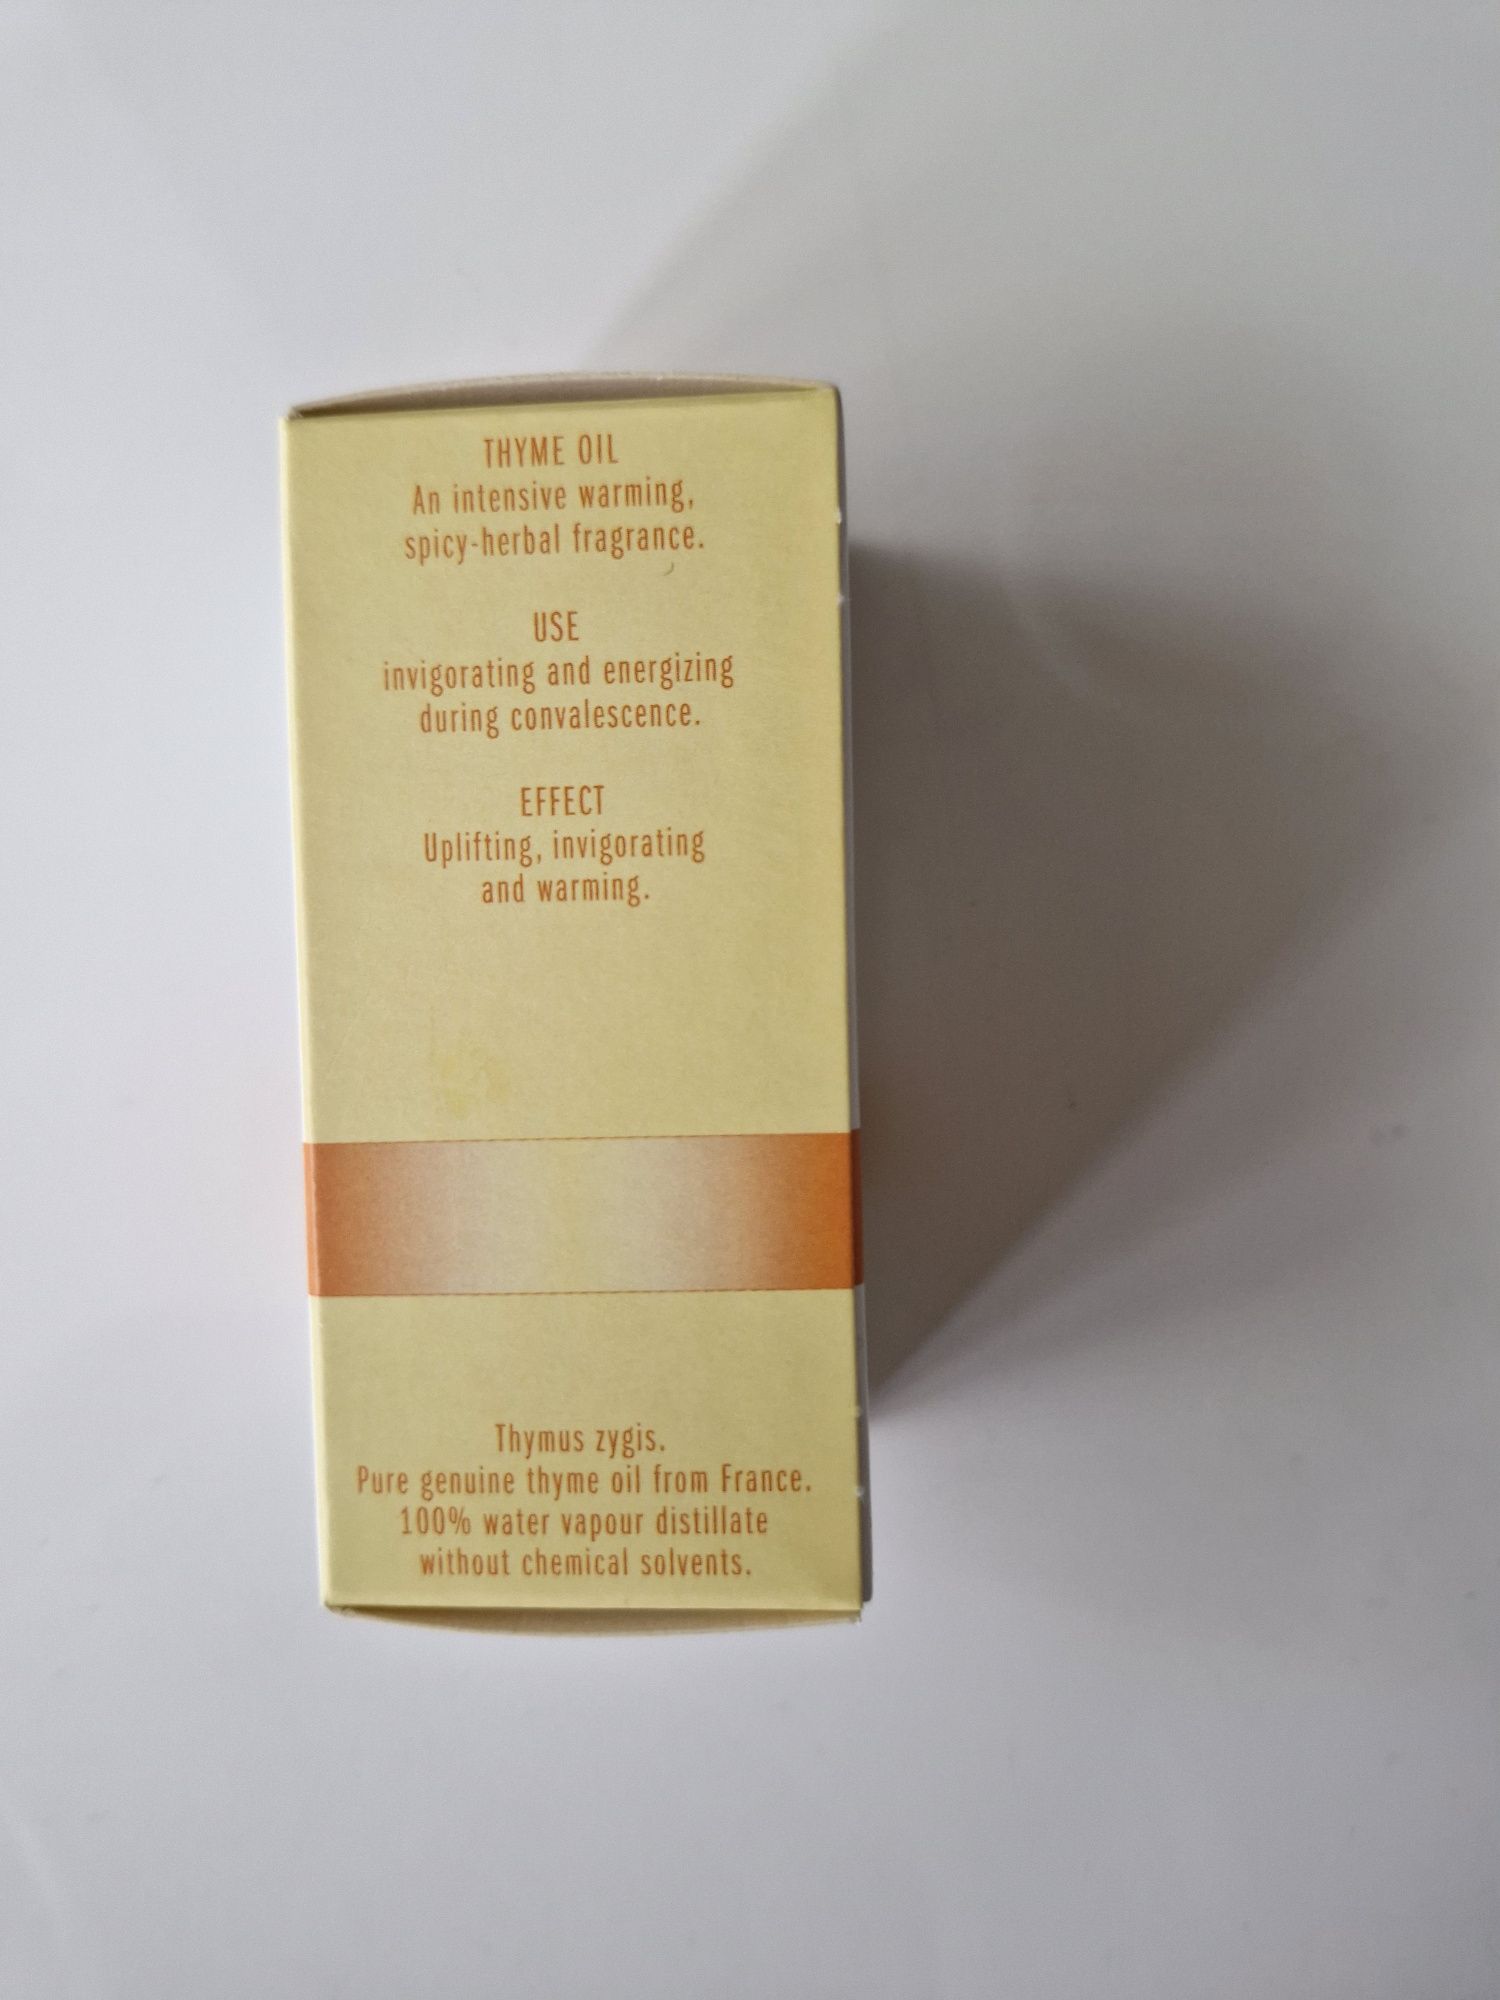 THYME OIL
An intensive warming,
spicy-herbal fragrance.
USE
invigorating and energizing
during convalescence.
EFFECT
Uplifting, invigorating
and warming.
Thymus zygis.
Pure genuine thyme oil from France.
100% water vapour distillate
without chemical solvents.